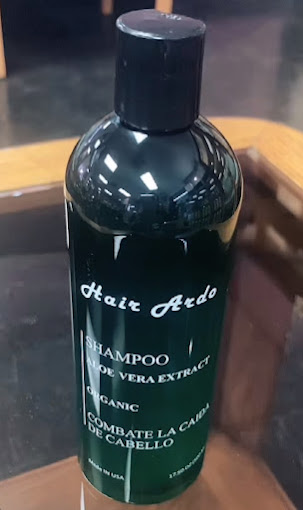 Hair Ardo
SHAMPOO
ALOE VERA EXTRACT
ORGANIC
COMBATE LA CAIDA
DE CABELLO
Made in USA